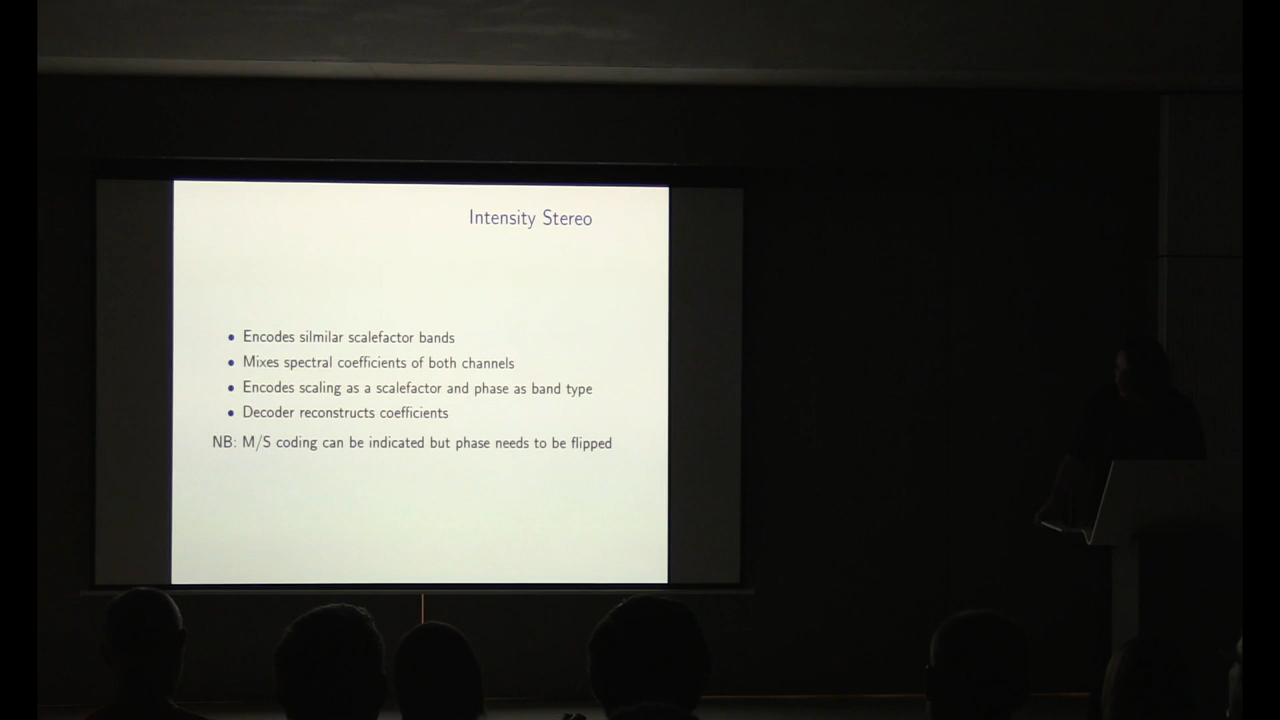 Intensity Stereo
• Encodes silmilar scalefactor bands
• Mixes spectral coefficients of both channels
• Encodes scaling as a scalefactor and phase as band type
• Decoder reconstructs coefficients
NB: M/S coding can be indicated but phase needs to be flipped